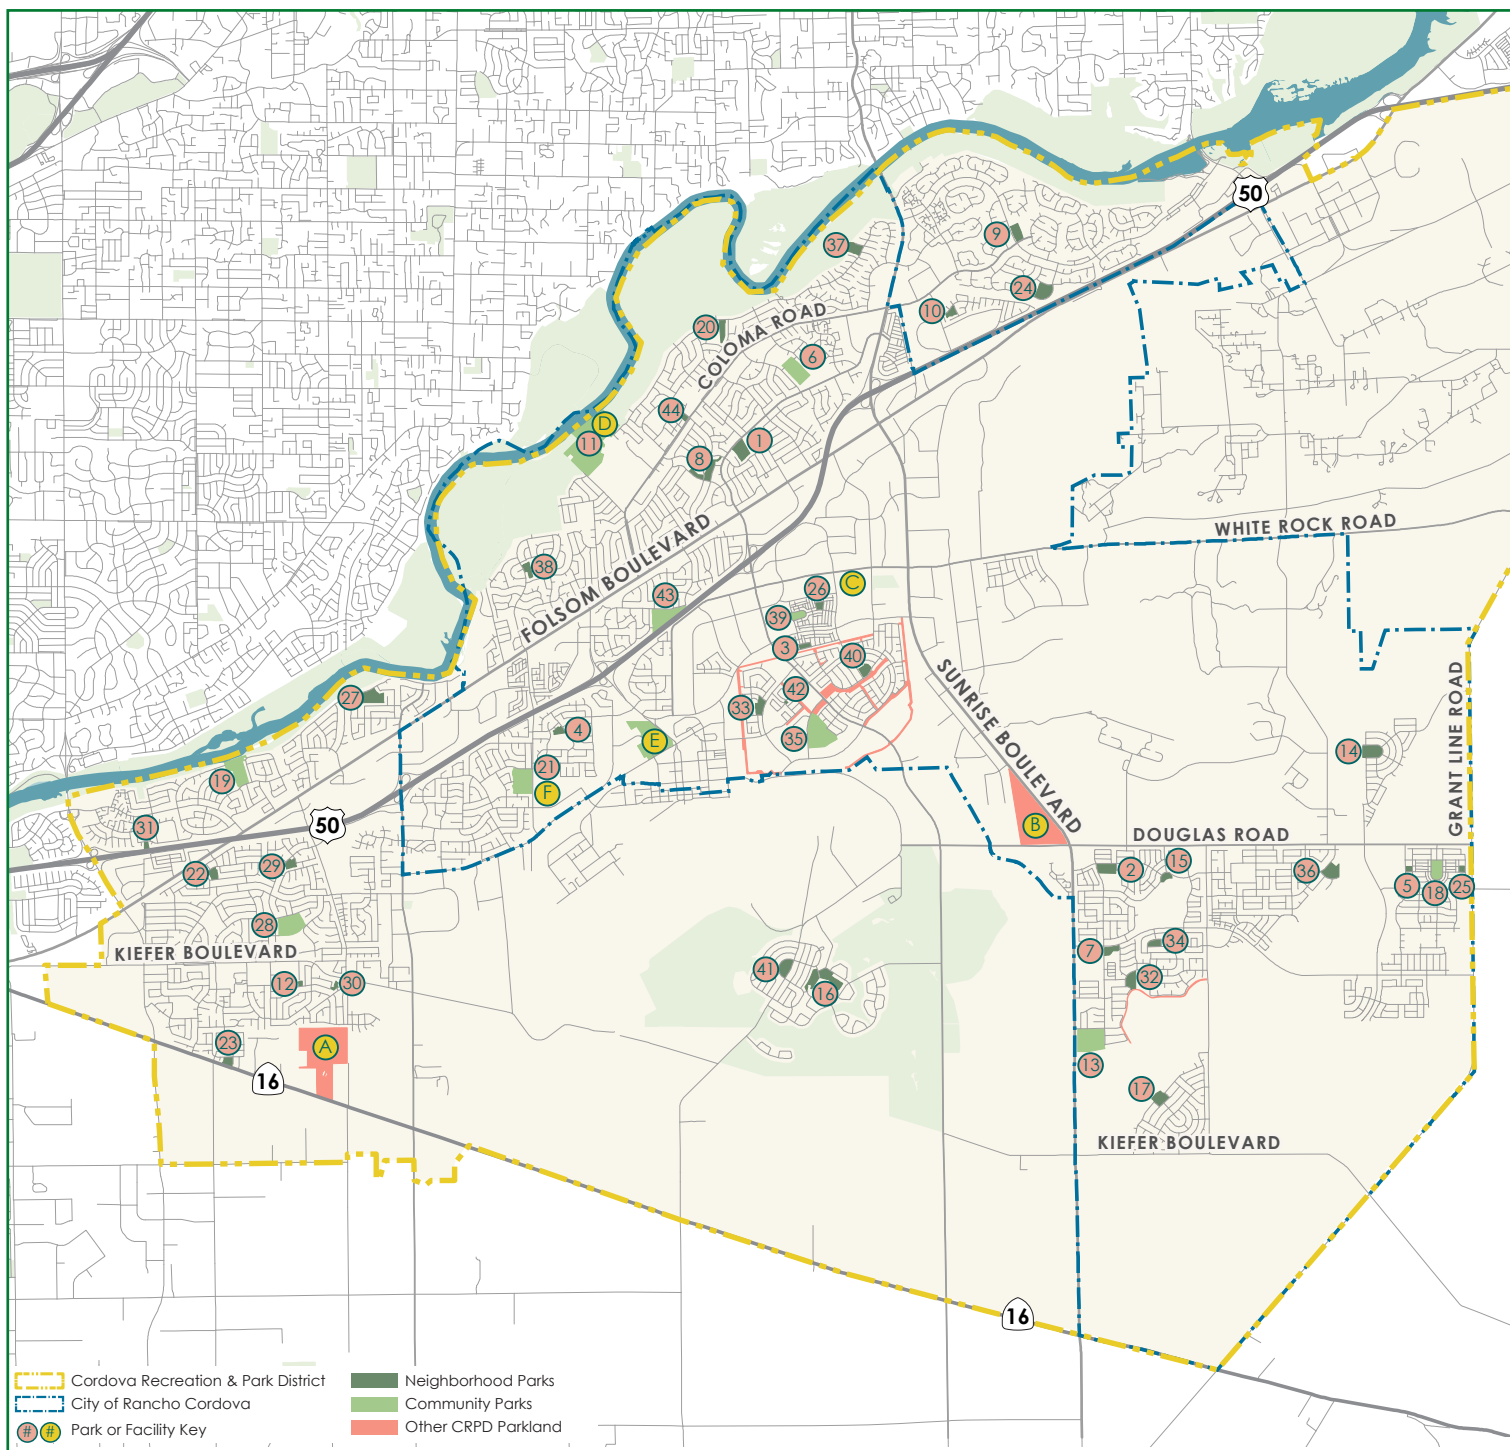 50
9
37
24
10
20
COLOMA ROAD
6
44
D
11
1
8
WHITE ROCK ROAD
FOLSOM BOULEVARD
38
43
26
C
39
3
40
SUNRISE BOULEVARD
42
33
35
27
4
E
21
F
19
GRANT LINE ROAD
14
50
31
B
DOUGLAS ROAD
22
29
2
15
36
5
18
25
28
KIEFER BOULEVARD
34
7
32
41
16
12
30
23
A
16
13
17
KIEFER BOULEVARD
16
Cordova Recreation & Park District
City of Rancho Cordova
# # Park or Facility Key
Neighborhood Parks
Community Parks
Other CRPD Parkland